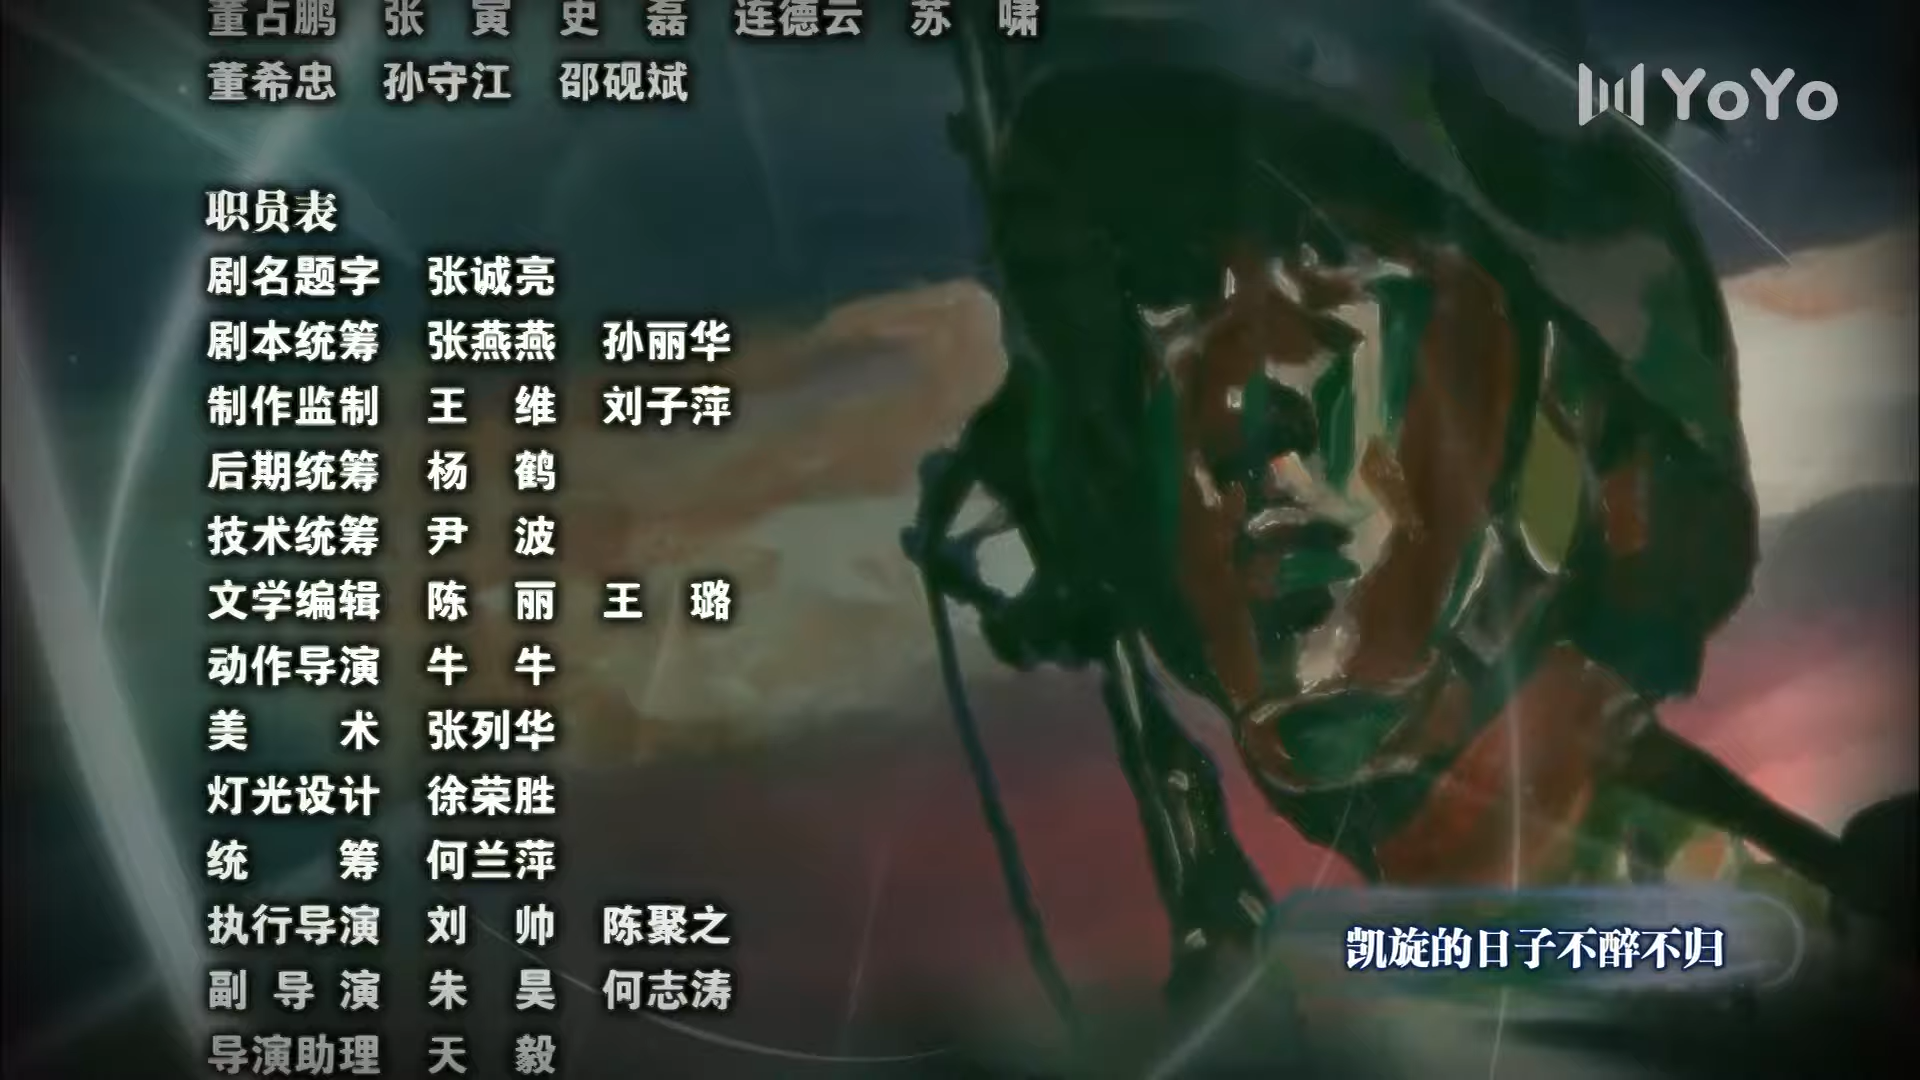 董占鹏 张寅 史磊 连德云 苏啸
董希忠 孙守江 邵砚斌
YoYo
职员表
剧名题字 张诚亮
剧本统筹 张燕燕 孙丽华
制作监制 王维 刘子萍
后期统筹 杨鹤
技术统筹 尹波
文学编辑 陈丽 王璐
动作导演 牛牛
美术 张列华
灯光设计 徐荣胜
统筹 何兰萍
执行导演 刘帅 陈聚之
副导演 朱昊 何志涛
导演助理 天毅
凯旋的日子不醉不归